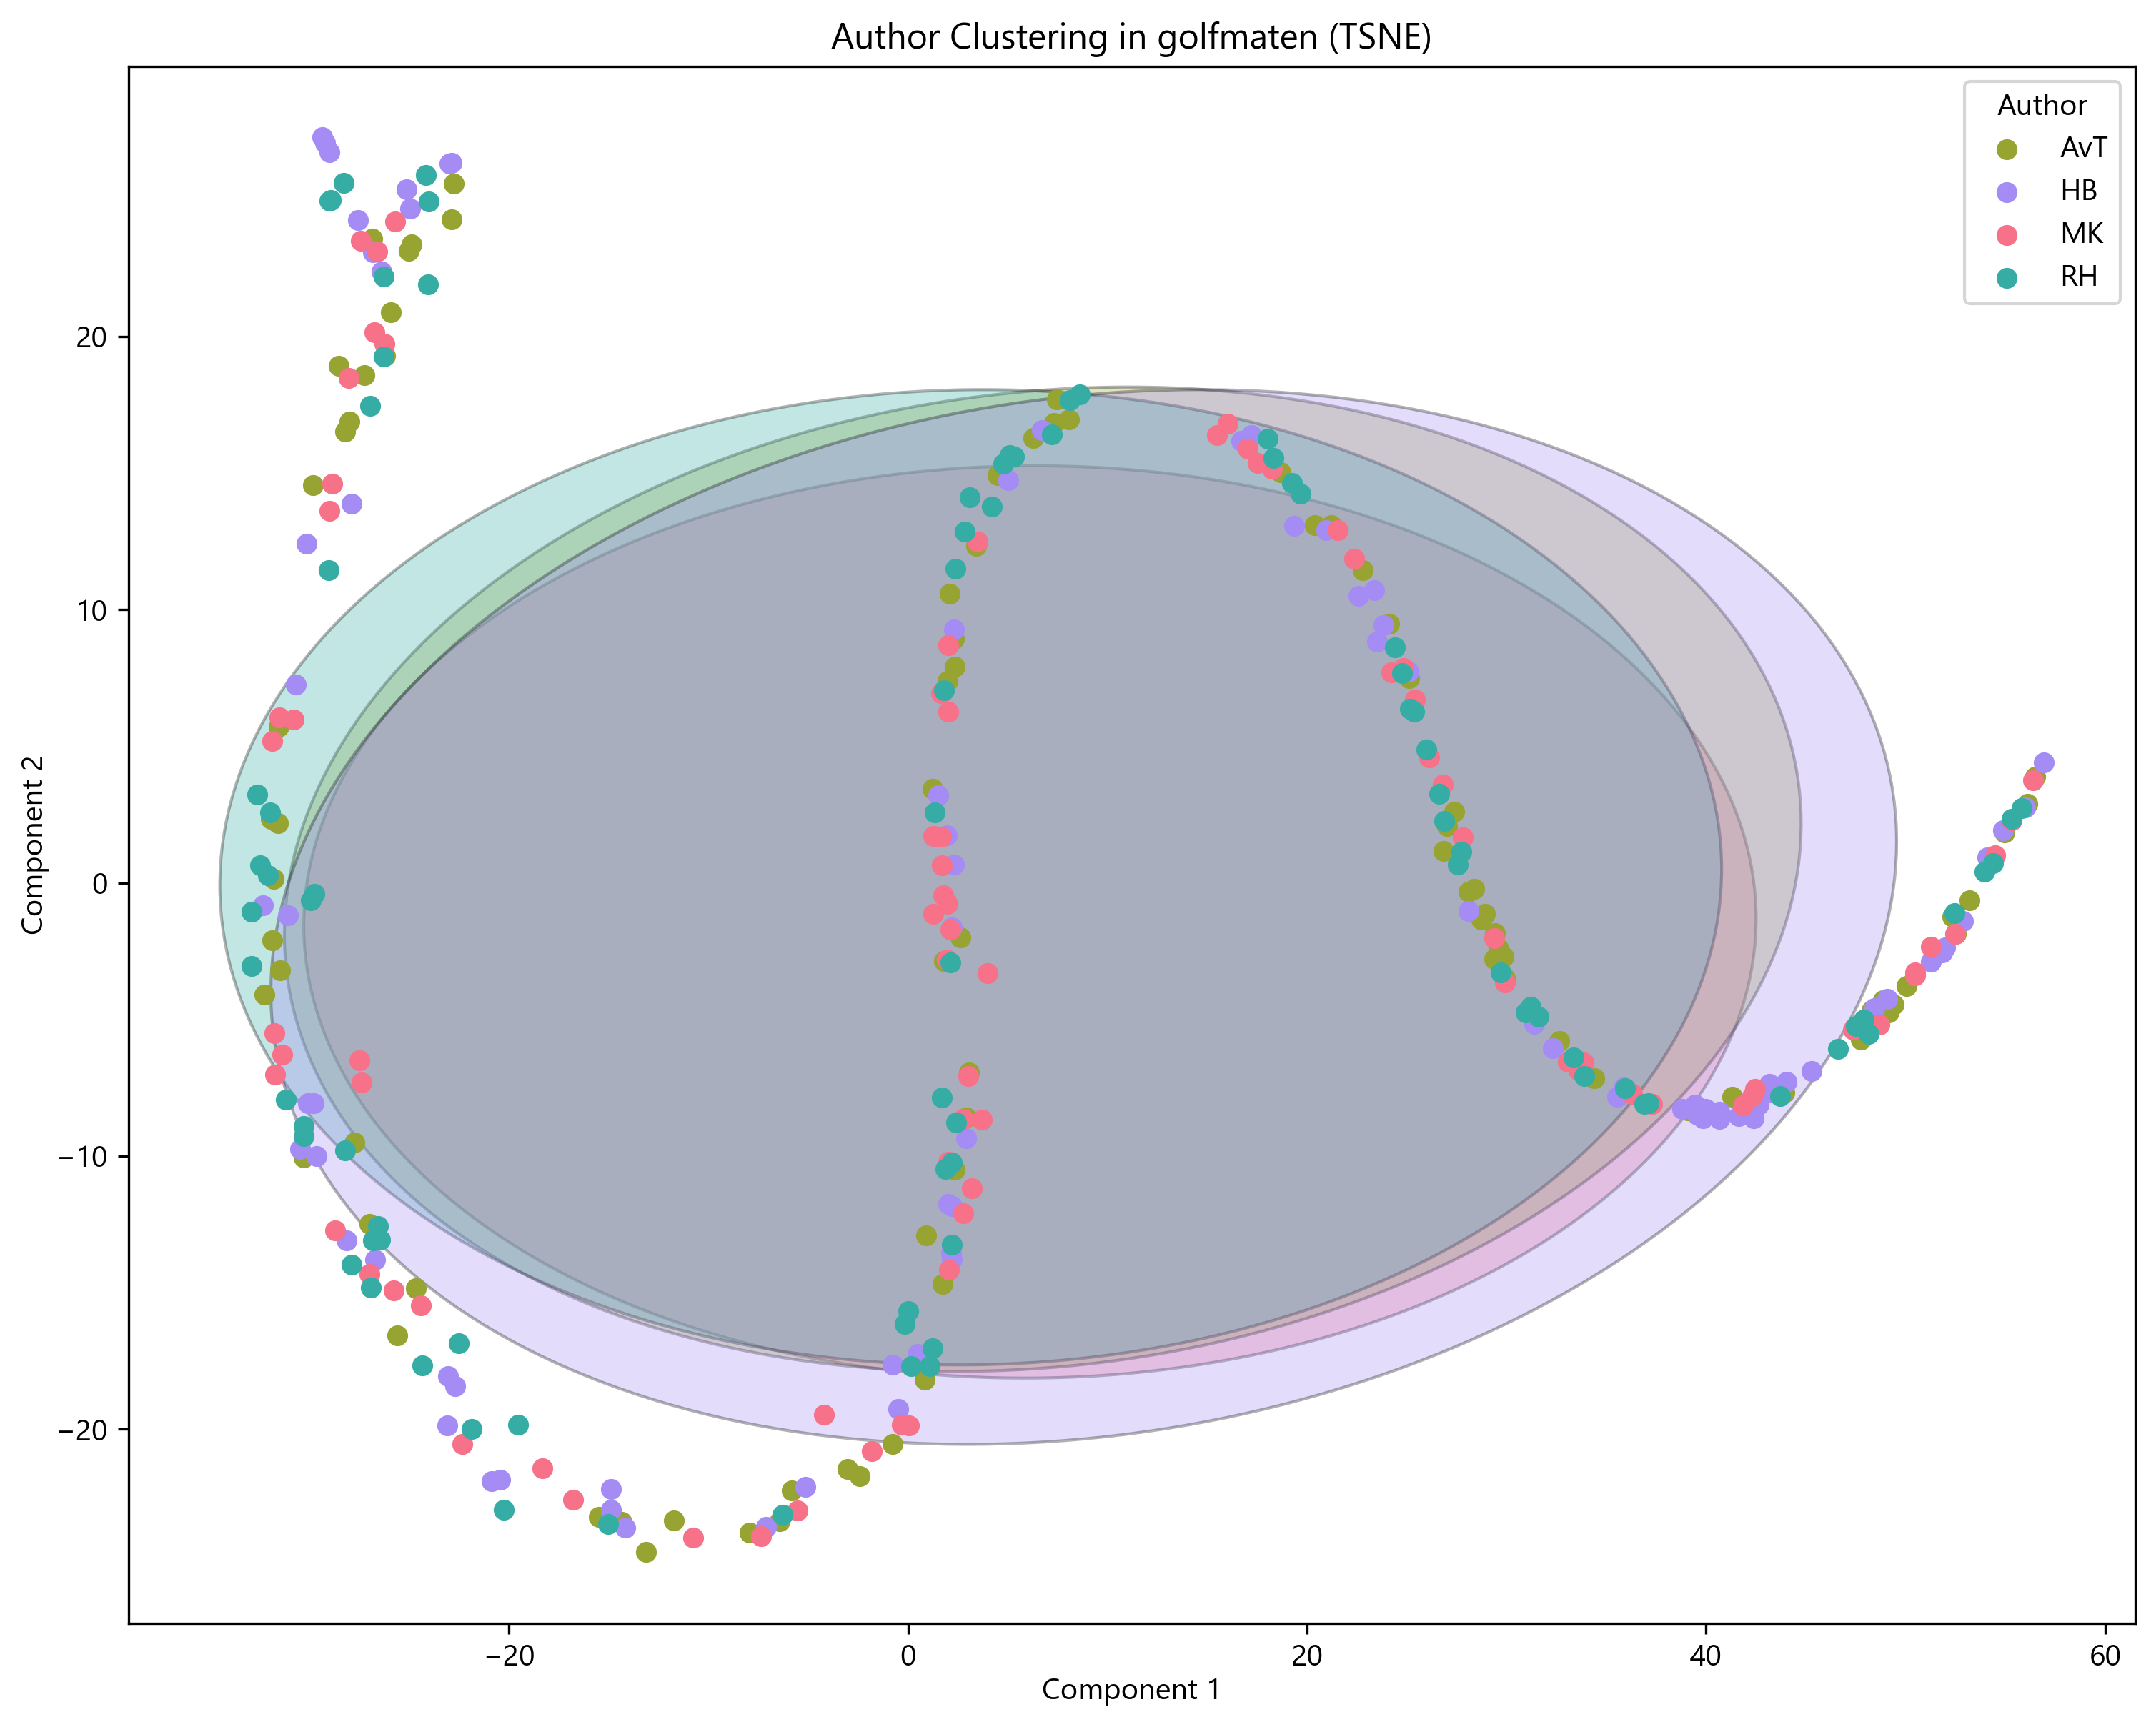 Author Clustering in golfmaten (TSNE)
Author
AvT
HB
MK
RH
20
10
0
−10
−20
Component 2
−20
0
20
40
60
Component 1